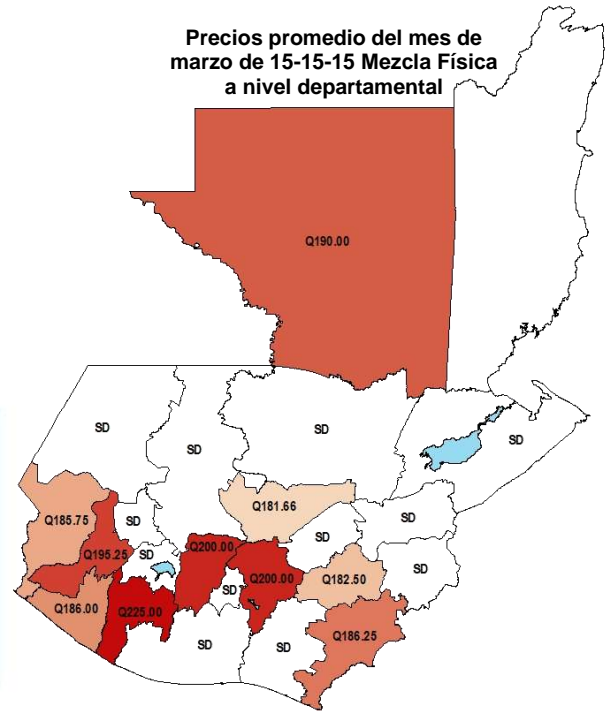 Precios promedio del mes de
marzo de 15-15-15 Mezcla Física
a nivel departamental
Q190.00
SD
SD
SD
SD
Q185.75
Q181.66
SD
SD
SD
Q195.25
SD
Q200.00
Q200.00
Q182.50
SD
Q186.00
Q225.00
SD
Q186.25
SD
SD